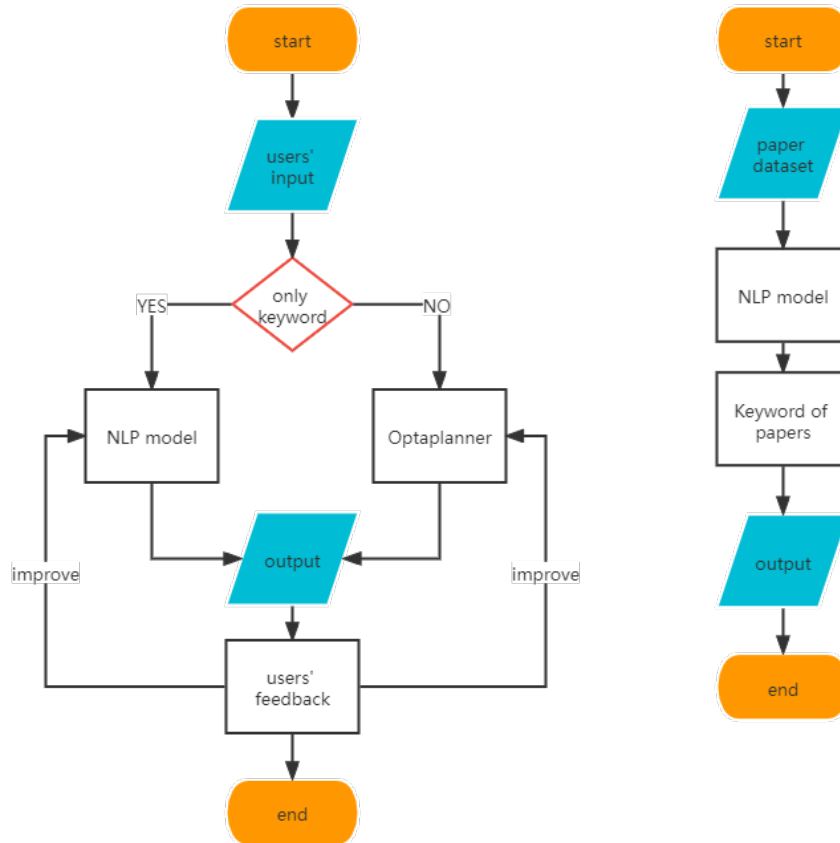 start
users'
input
only
keyword
YES
NO
NLP model
Optaplanner
output
improve
improve
users'
feedback
end
start
paper
dataset
NLP model
Keyword of
papers
output
end